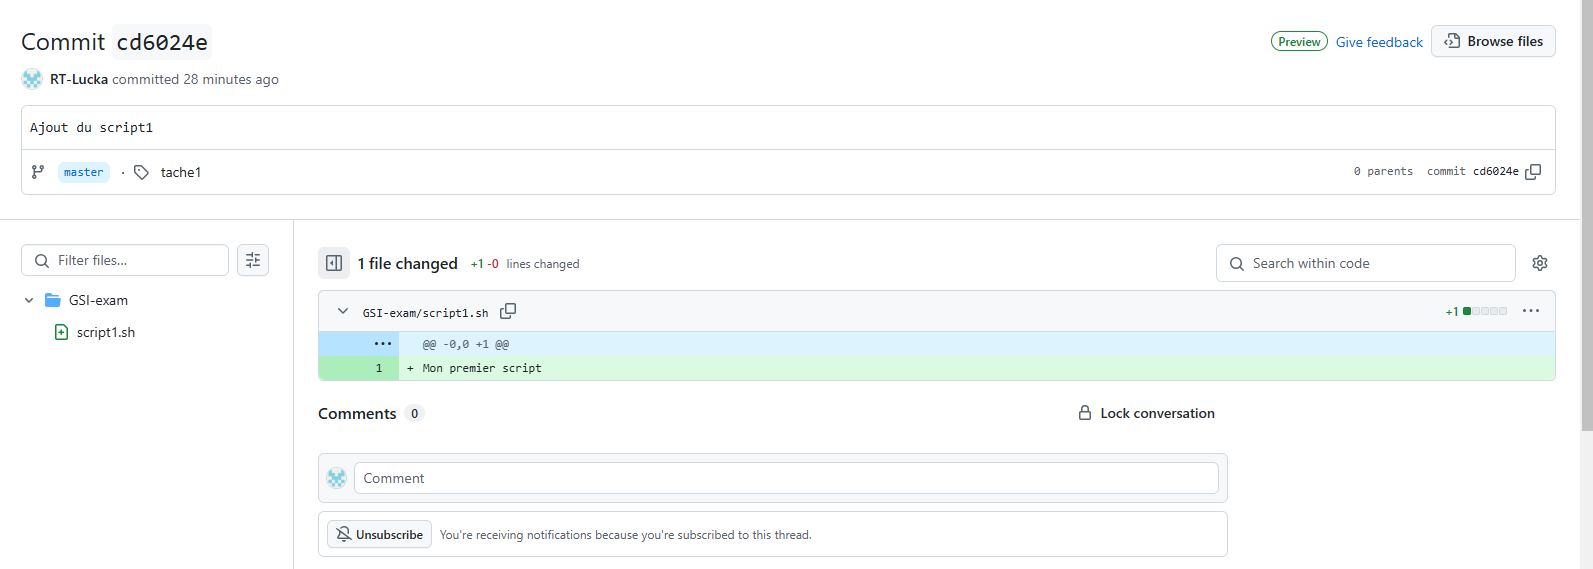 Commit cd6024e
Preview Give feedback Browse files
RT-Lucka committed 28 minutes ago
Ajout du script1
master · tache1
0 parents commit cd6024e
Filter files...
GSI-exam
script1.sh
1 file changed +1 -0 lines changed
Search within code
GSI-exam/script1.sh
+1
@@ -0,0 +1 @@
1 + Mon premier script
Comments 0
Lock conversation
Comment
Unsubscribe You're receiving notifications because you're subscribed to this thread.